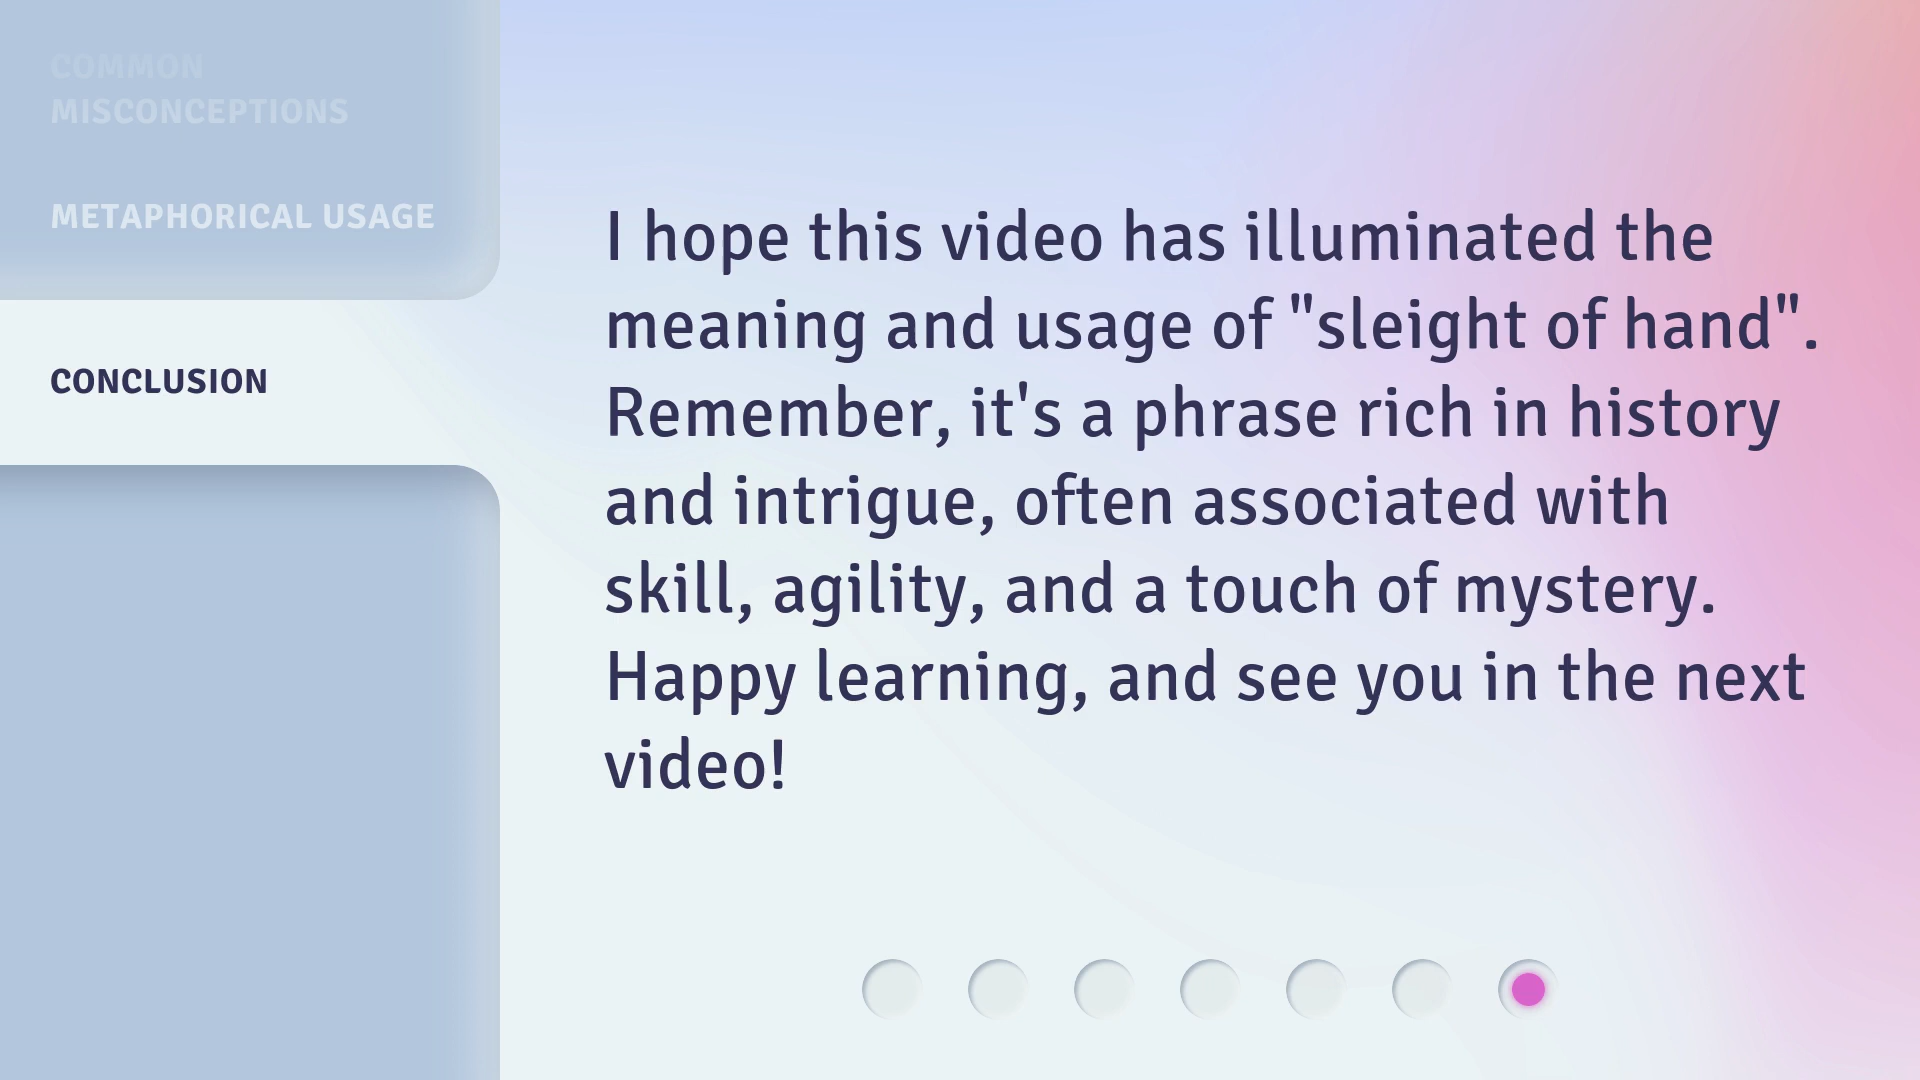 COMMON
MISCONCEPTIONS
METAPHORICAL USAGE
CONCLUSION
I hope this video has illuminated the
meaning and usage of "sleight of hand".
Remember, it's a phrase rich in history
and intrigue, often associated with
skill, agility, and a touch of mystery.
Happy learning, and see you in the next
video!